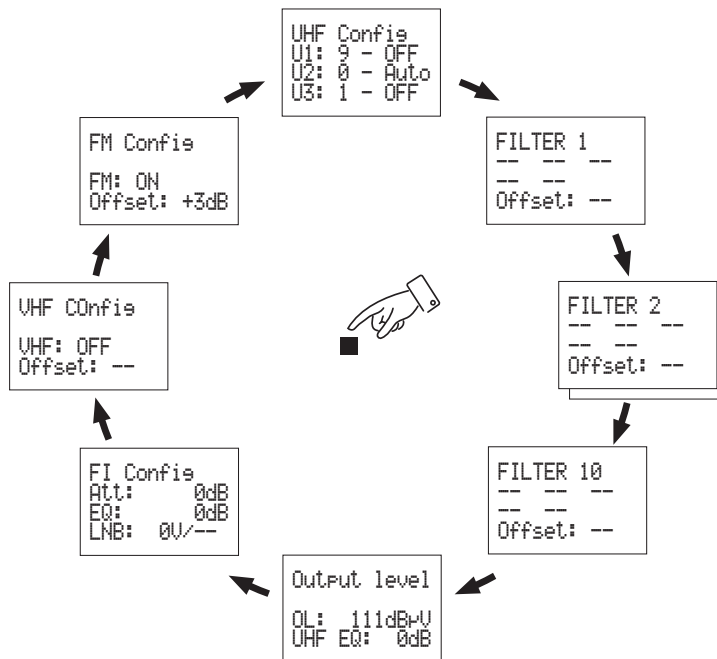 UHF Config
U1: 9 - OFF
U2: 0 - Auto
U3: 1 - OFF
FILTER 1
-- -- --
-- --
Offset: --
FILTER 2
-- -- --
-- --
Offset: --
FILTER 10
-- -- --
-- --
Offset: --
Output level
OL: 111dBµV
UHF EQ: 0dB
FI Config
Att: 0dB
EQ: 0dB
LNB: 0V/--
VHF COnfig
VHF: OFF
Offset: --
FM Config
FM: ON
Offset: +3dB